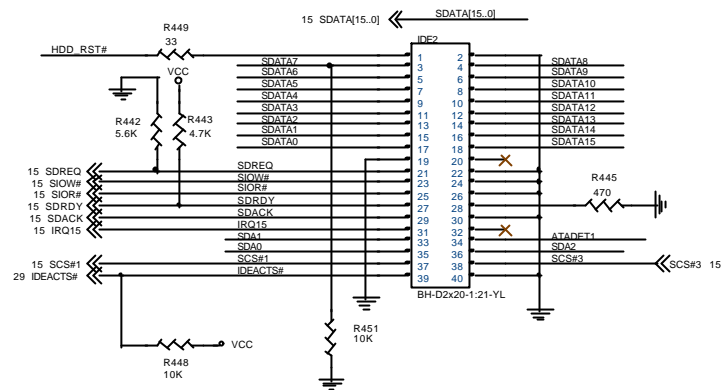 R449
33
15 SDATA[15..0]
SDATA[15..0]
IDE2
HDD_RST#
1 2
SDATA7 3 4 SDATA8
SDATA6 5 6 SDATA9
SDATA5 7 8 SDATA10
SDATA4 9 10 SDATA11
SDATA3 11 12 SDATA12
SDATA2 13 14 SDATA13
SDATA1 15 16 SDATA14
SDATA0 17 18 SDATA15
19 20
VCC
R442
5.6K
R443
4.7K
15 SDREQ SDREQ 21 22
15 SIOW# SIOW# 23 24
15 SIOR# SIOR# 25 26
15 SDRDY SDRDY 27 28
R445
470
15 SDACK SDACK 29 30
15 IRQ15 IRQ15 31 32
SDA1 33 34 ATADET1
SDA0 35 36 SDA2
15 SCS#1 SCS#1 37 38 SCS#3 SCS#3 15
29 IDEACTS# IDEACTS# 39 40
BH-D2x20-1:21-YL
R451
10K
R448
10K
VCC